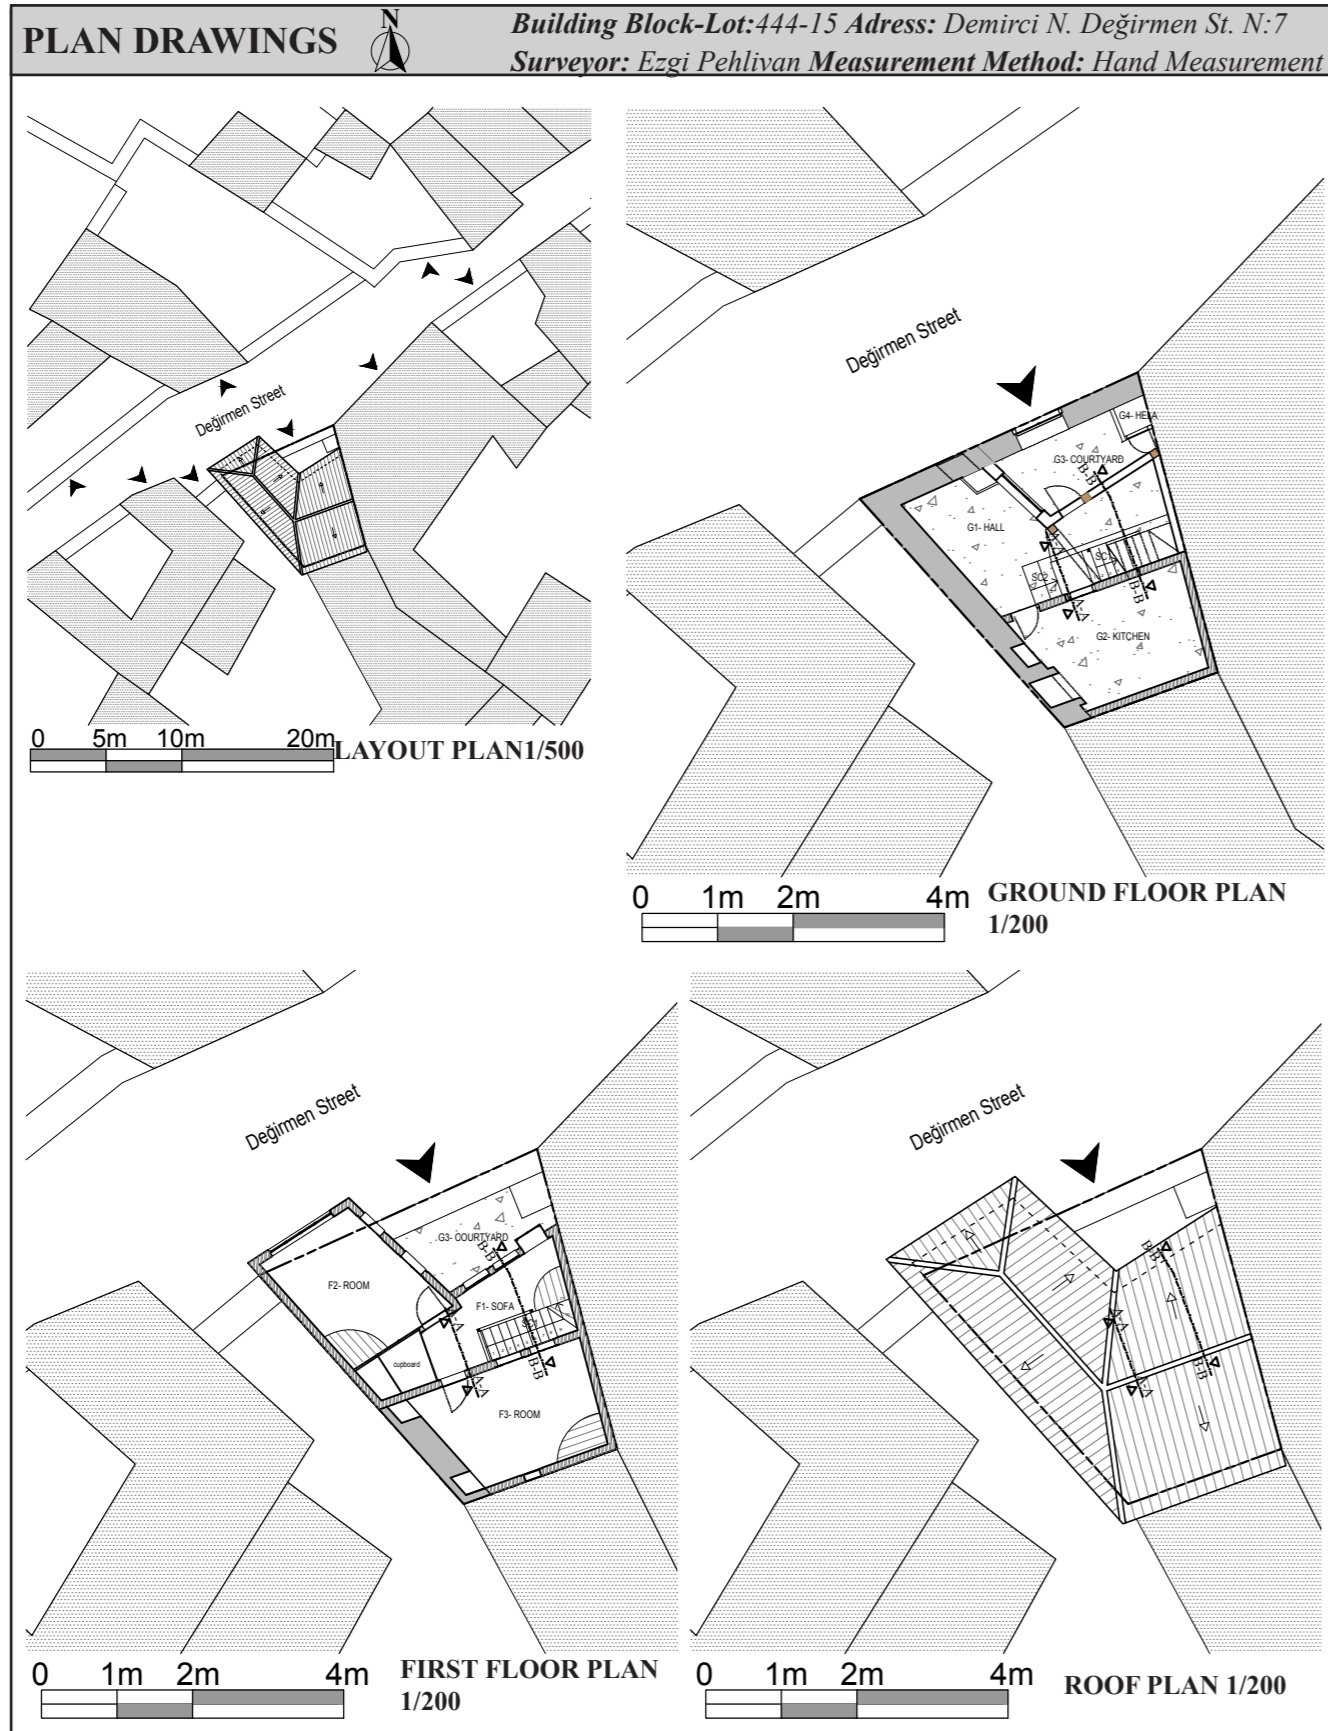 PLAN DRAWINGS
N
Building Block-Lot:444-15 Adress: Demirci N. Değirmen St. N:7
Surveyor: Ezgi Pehlivan Measurement Method: Hand Measurement
Değirmen Street
0 5m 10m 20m
LAYOUT PLAN1/500
Değirmen Street
G4- HELA
G3- COURTYARD
B-B
G1- HALL
A-A
SC1
SC2
B-B
A-A
G2- KITCHEN
0 1m 2m 4m
GROUND FLOOR PLAN
1/200
Değirmen Street
G3- COURTYARD
B-B
F2- ROOM
F1- SOFA
A-A
cupboard
B-B
A-A
F3- ROOM
0 1m 2m 4m
FIRST FLOOR PLAN
1/200
Değirmen Street
B-B
A-A
B-B
A-A
0 1m 2m 4m
ROOF PLAN 1/200